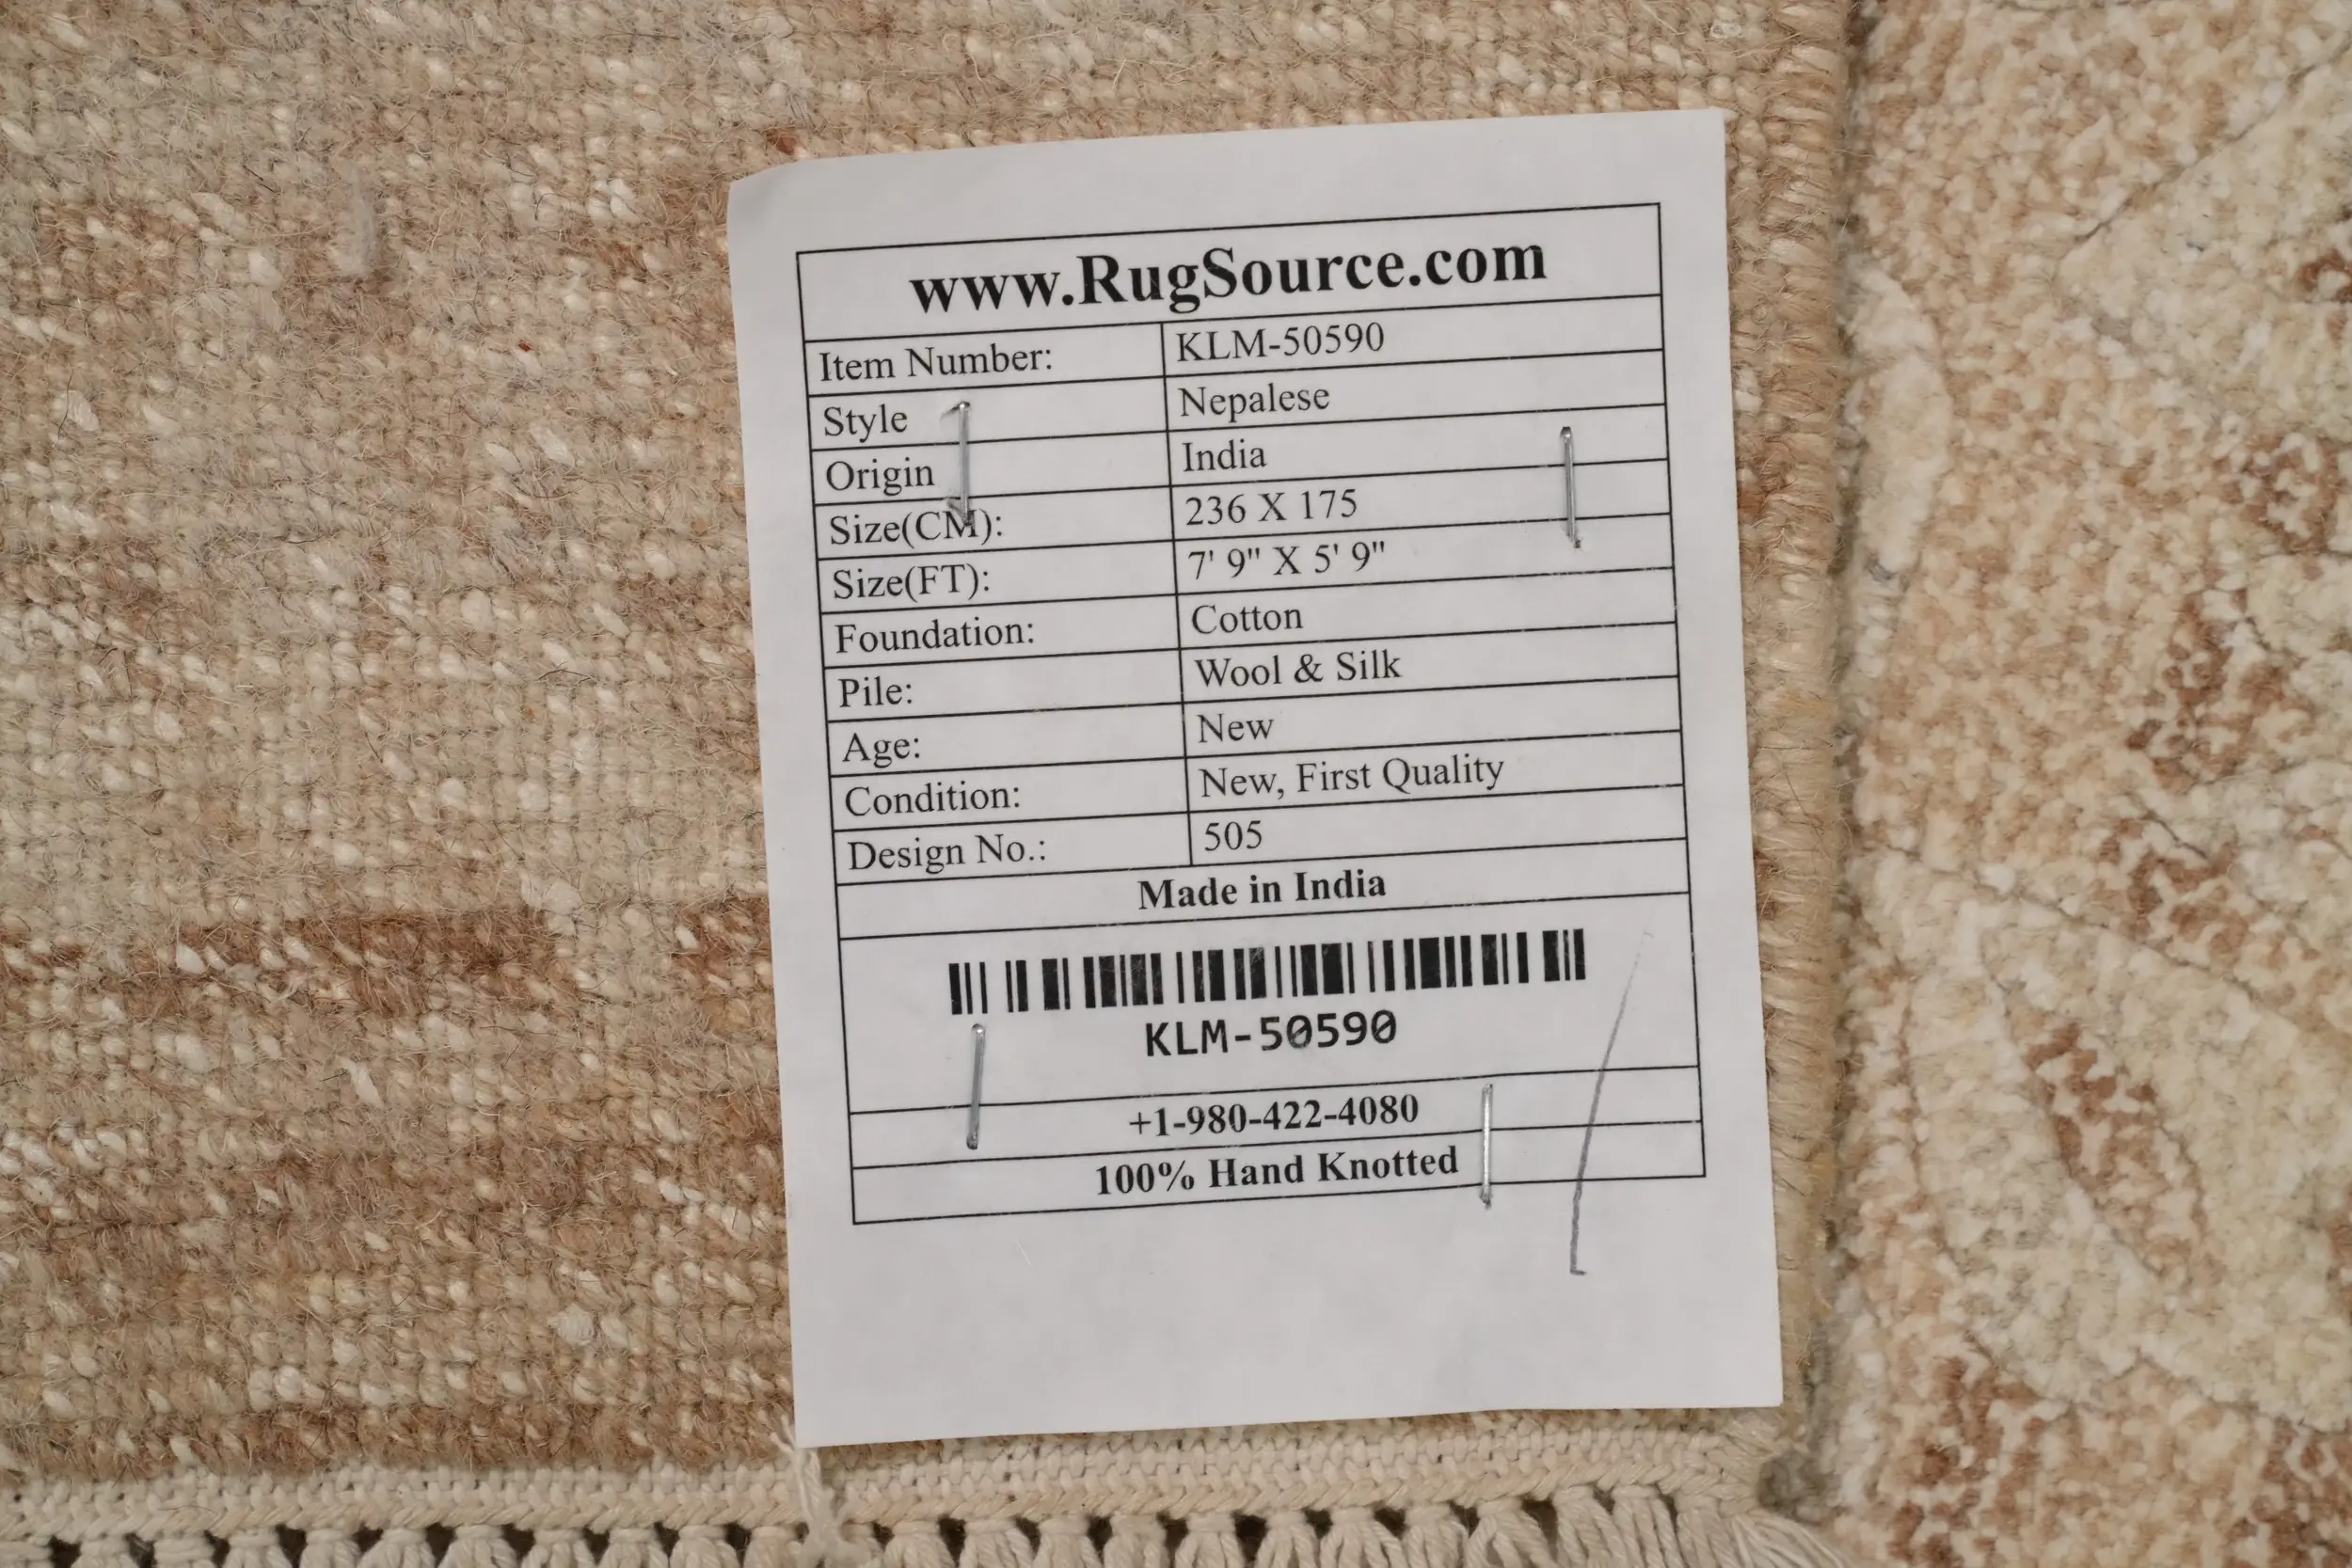 www.RugSource.com
Item Number: KLM-50590
Style Nepalese
Origin India
Size(CM): 236 X 175
Size(FT): 7' 9" X 5' 9"
Foundation: Cotton
Pile: Wool & Silk
Age: New
Condition: New, First Quality
Design No.: 505
Made in India
KLM-50590
+1-980-422-4080
100% Hand Knotted